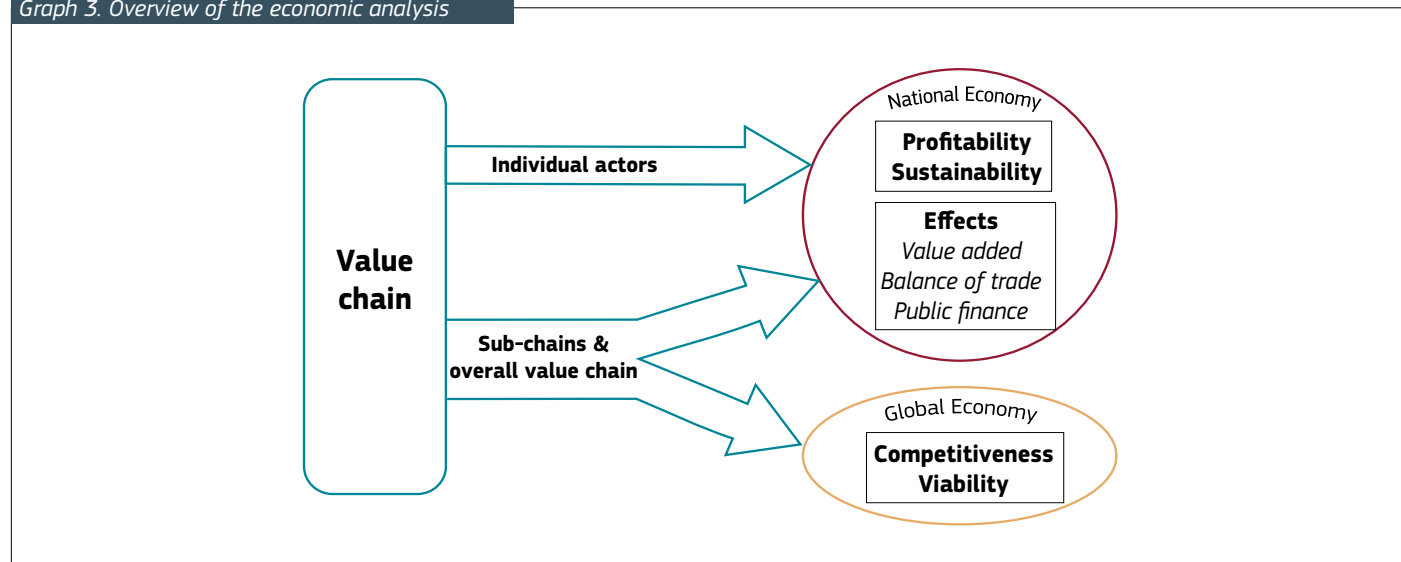 Graph 3. Overview of the economic analysis
Value
chain
Individual actors
Sub-chains &
overall value chain
National Economy
Profitability
Sustainability
Effects
Value added
Balance of trade
Public finance
Global Economy
Competitiveness
Viability